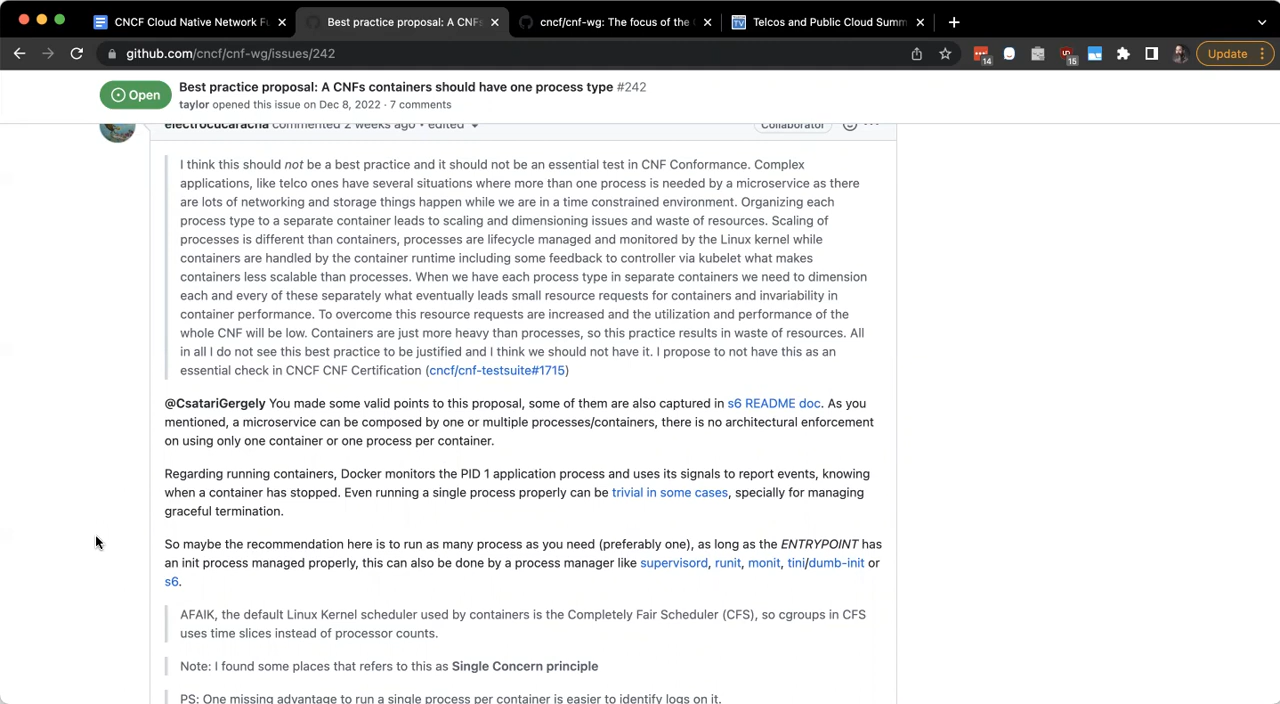 CNCF Cloud Native Network Fu
Best practice proposal: A CNFs
cncf/cnf-wg: The focus of the C
Telcos and Public Cloud Summ
github.com/cncf/cnf-wg/issues/242
14
15
Update
Open
Best practice proposal: A CNFs containers should have one process type #242
taylor opened this issue on Dec 8, 2022 · 7 comments
electrocucaracha commented 2 weeks ago • edited
Collaborator
I think this should not be a best practice and it should not be an essential test in CNF Conformance. Complex
applications, like telco ones have several situations where more than one process is needed by a microservice as there
are lots of networking and storage things happen while we are in a time constrained environment. Organizing each
process type to a separate container leads to scaling and dimensioning issues and waste of resources. Scaling of
processes is different than containers, processes are lifecycle managed and monitored by the Linux kernel while
containers are handled by the container runtime including some feedback to controller via kubelet what makes
containers less scalable than processes. When we have each process type in separate containers we need to dimension
each and every of these separately what eventually leads small resource requests for containers and invariability in
container performance. To overcome this resource requests are increased and the utilization and performance of the
whole CNF will be low. Containers are just more heavy than processes, so this practice results in waste of resources. All
in all I do not see this best practice to be justified and I think we should not have it. I propose to not have this as an
essential check in CNCF CNF Certification (cncf/cnf-testsuite#1715)
@CsatariGergely You made some valid points to this proposal, some of them are also captured in s6 README doc. As you
mentioned, a microservice can be composed by one or multiple processes/containers, there is no architectural enforcement
on using only one container or one process per container.
Regarding running containers, Docker monitors the PID 1 application process and uses its signals to report events, knowing
when a container has stopped. Even running a single process properly can be trivial in some cases, specially for managing
graceful termination.
So maybe the recommendation here is to run as many process as you need (preferably one), as long as the ENTRYPOINT has
an init process managed properly, this can also be done by a process manager like supervisord, runit, monit, tini/dumb-init or
s6.
AFAIK, the default Linux Kernel scheduler used by containers is the Completely Fair Scheduler (CFS), so cgroups in CFS
uses time slices instead of processor counts.
Note: I found some places that refers to this as Single Concern principle
PS: One missing advantage to run a single process per container is easier to identify logs on it.